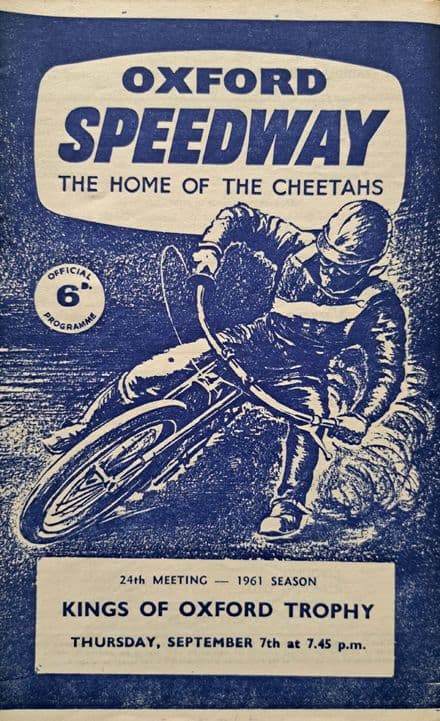 OXFORD
SPEEDWAY
THE HOME OF THE CHEETAHS
OFFICIAL
6D.
PROGRAMME
24th MEETING — 1961 SEASON
KINGS OF OXFORD TROPHY
THURSDAY, SEPTEMBER 7th at 7.45 p.m.